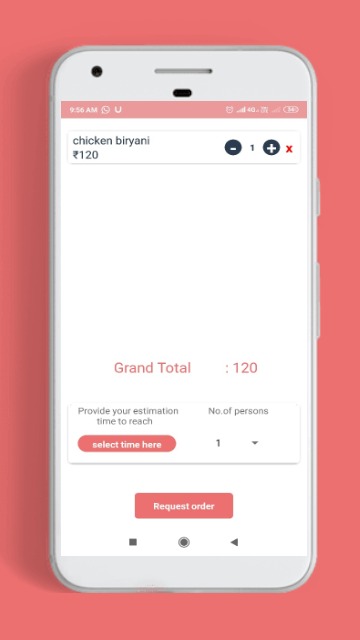 9:56 AM
4G
chicken biryani
₹120
- 1 + x
Grand Total : 120
Provide your estimation
time to reach
No.of persons
select time here
1
Request order